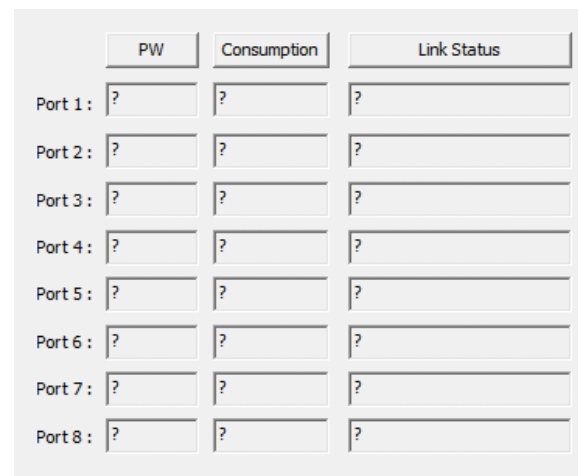 PW Consumption Link Status
Port 1 : ? ? ?
Port 2 : ? ? ?
Port 3 : ? ? ?
Port 4 : ? ? ?
Port 5 : ? ? ?
Port 6 : ? ? ?
Port 7 : ? ? ?
Port 8 : ? ? ?